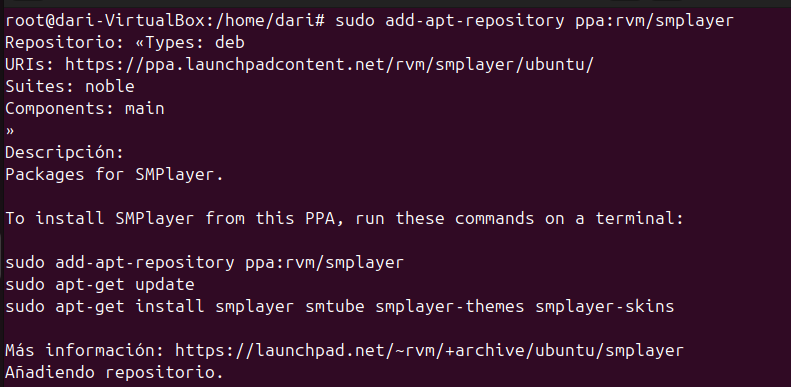 root@dari-VirtualBox:/home/dari# sudo add-apt-repository ppa:rvm/smplayer
Repositorio: «Types: deb
URIs: https://ppa.launchpadcontent.net/rvm/smplayer/ubuntu/
Suites: noble
Components: main
»
Descripción:
Packages for SMPlayer.

To install SMPlayer from this PPA, run these commands on a terminal:

sudo add-apt-repository ppa:rvm/smplayer
sudo apt-get update
sudo apt-get install smplayer smtube smplayer-themes smplayer-skins

Más información: https://launchpad.net/~rvm/+archive/ubuntu/smplayer
Añadiendo repositorio.